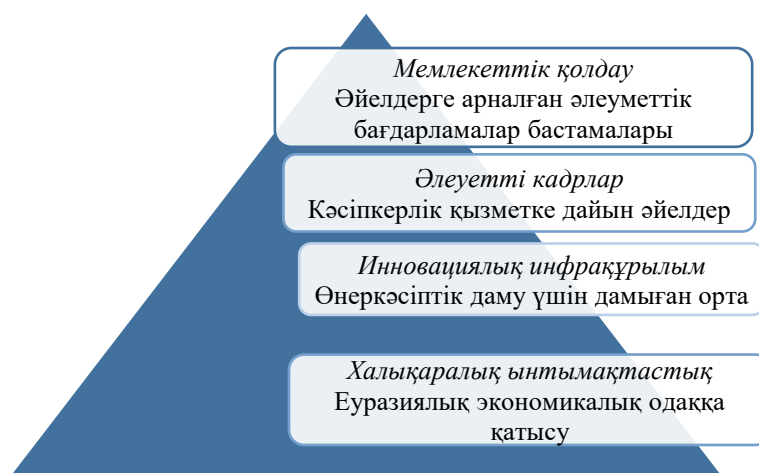 Мемлекеттік қолдау
Әйелдерге арналған әлеуметтік
бағдарламалар бастамалары
Әлеуетті кадрлар
Кәсіпкерлік қызметке дайын әйелдер
Инновациялық инфрақұрылым
Өнеркәсіптік даму үшін дамыған орта
Халықаралық ынтымақтастық
Еуразиялық экономикалық одаққа
қатысу